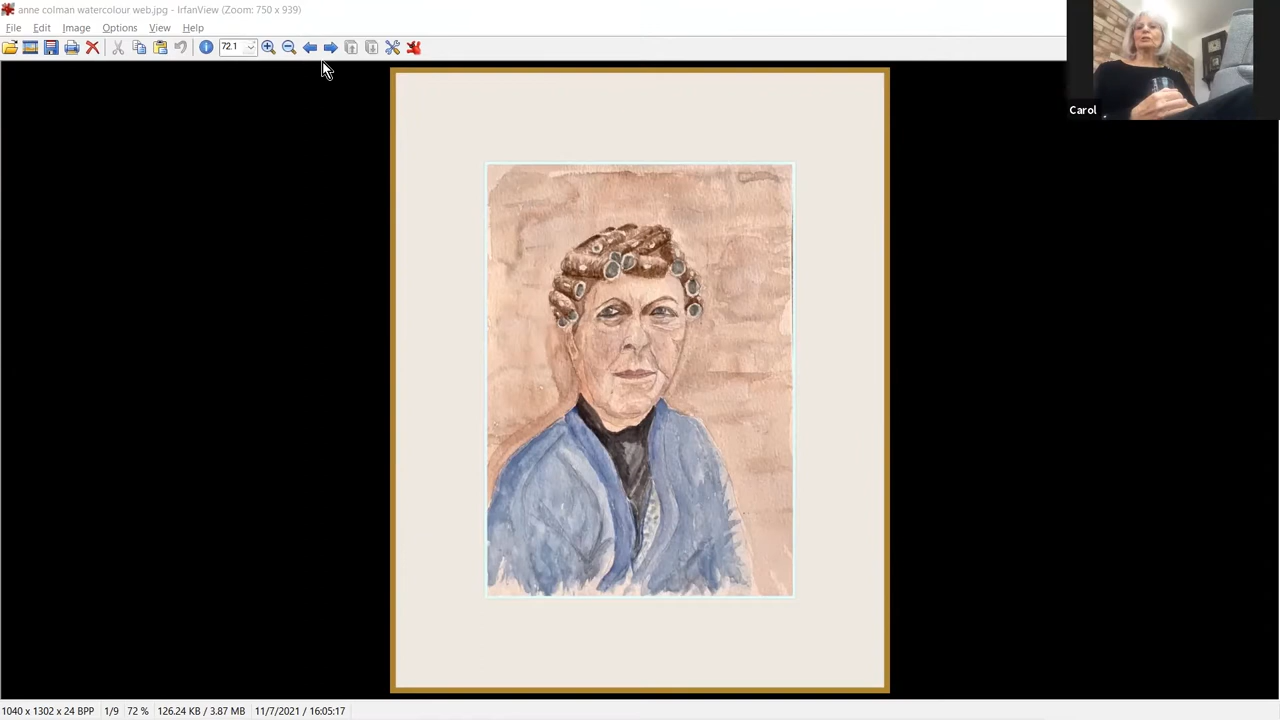 anne colman watercolour web.jpg - IrfanView (Zoom: 750 x 939)
File Edit Image Options View Help
72.1
Carol
1040 x 1302 x 24 BPP 1/9 72 % 126.24 KB / 3.87 MB 11/7/2021 / 16:05:17